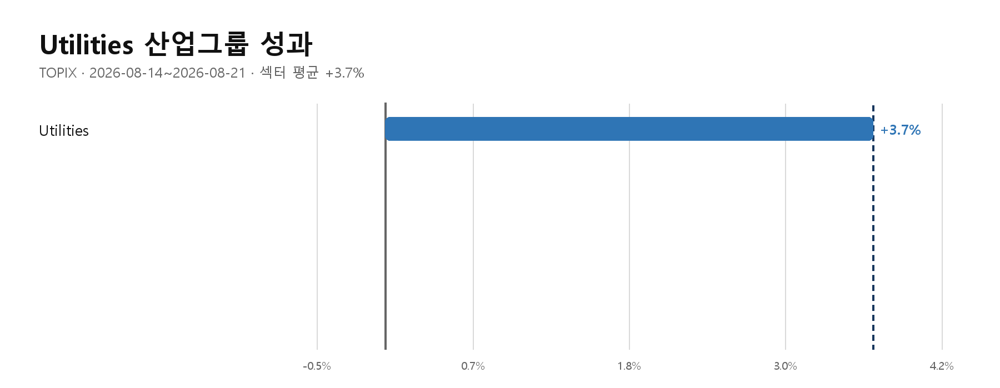 Utilities 산업그룹 성과
TOPIX · 2026-08-14~2026-08-21 · 섹터 평균 +3.7%
Utilities
+3.7%
-0.5% 0.7% 1.8% 3.0% 4.2%